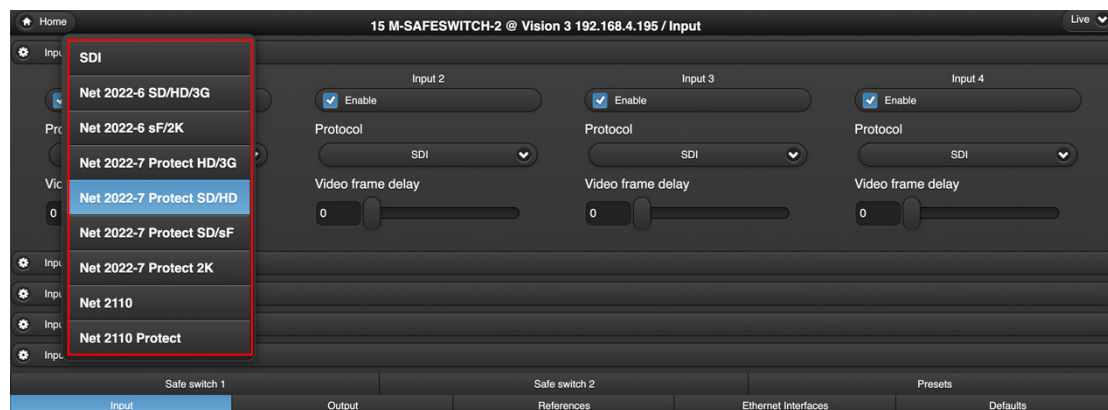 Home
15 M-SAFESWITCH-2 @ Vision 3 192.168.4.195 / Input
Live
SDI
Net 2022-6 SD/HD/3G
Net 2022-6 sF/2K
Net 2022-7 Protect HD/3G
Net 2022-7 Protect SD/HD
Net 2022-7 Protect SD/sF
Net 2022-7 Protect 2K
Net 2110
Net 2110 Protect
Input 2
Input 3
Input 4
Enable
Enable
Enable
Protocol
Protocol
Protocol
SDI
SDI
SDI
Video frame delay
Video frame delay
Video frame delay
0
0
0
0
Safe switch 1
Safe switch 2
Presets
Input
Output
References
Ethernet Interfaces
Defaults